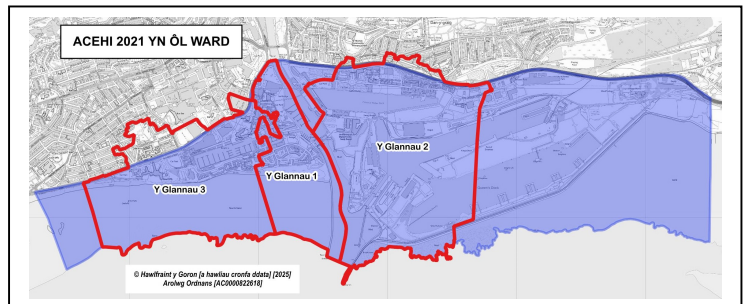 ACEHI 2021 YN ÔL WARD
Y Glannau 2
Y Glannau 3
Y Glannau 1
© Hawlfraint y Goron [a hawliau cronfa ddata] [2025]
Arolwg Ordnans [AC0000822618]